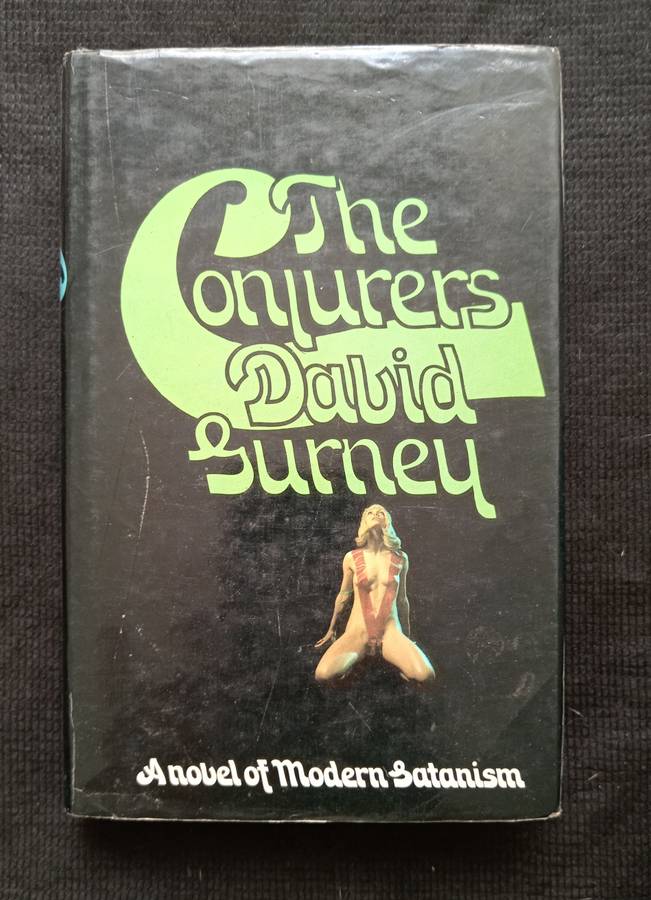 The
Conjurers
David
Gurney
A novel of Modern Satanism